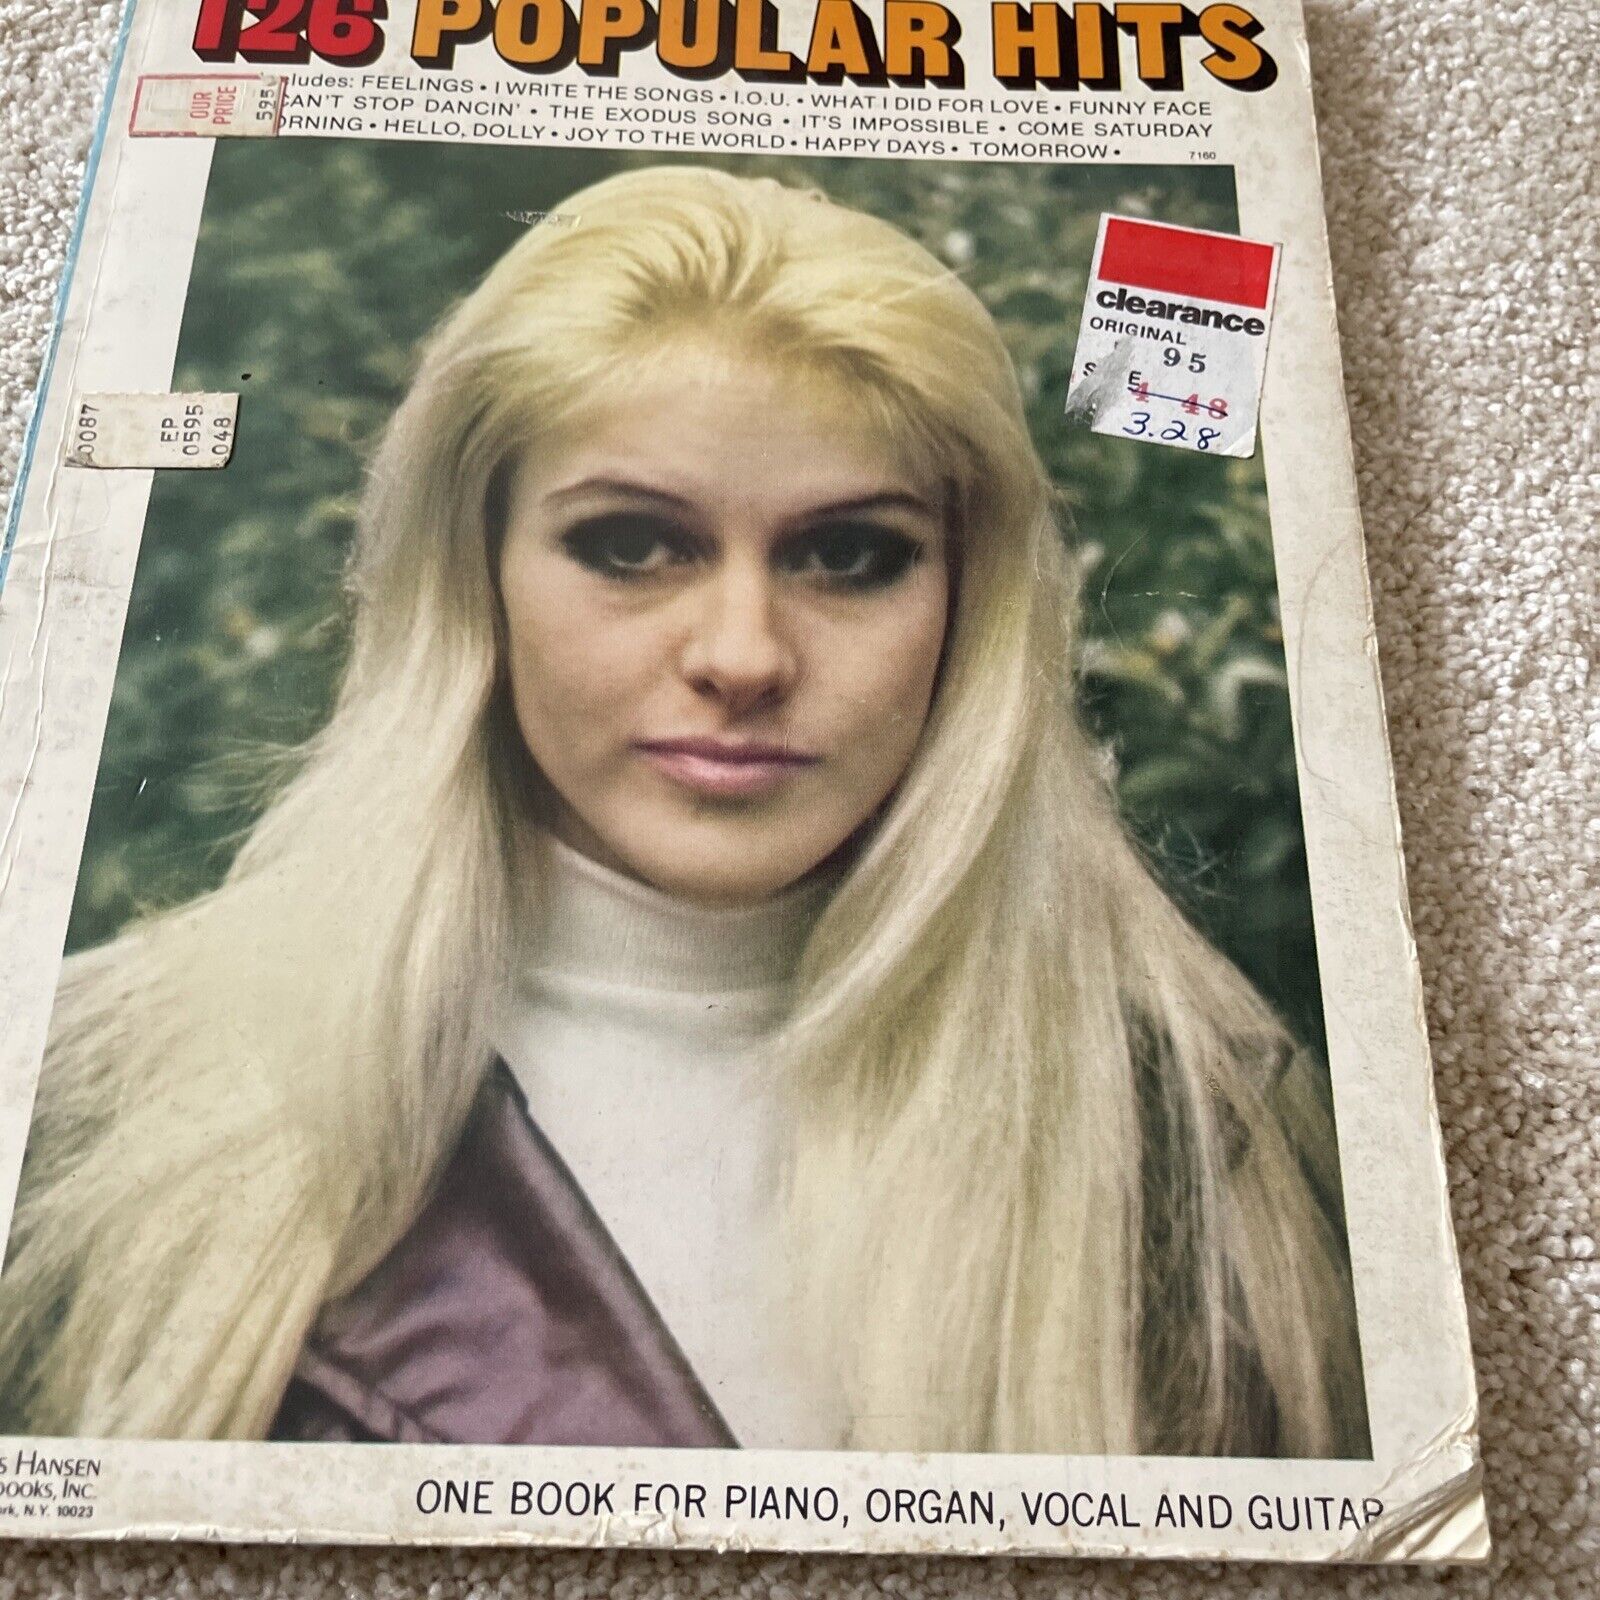 126 POPULAR HITS
cludes: FEELINGS • I WRITE THE SONGS • I.O.U. • WHAT I DID FOR LOVE • FUNNY FACE
CAN'T STOP DANCIN' • THE EXODUS SONG • IT'S IMPOSSIBLE • COME SATURDAY
ORNING • HELLO, DOLLY • JOY TO THE WORLD • HAPPY DAYS • TOMORROW •
7160
OUR
PRICE
595
clearance
ORIGINAL
95
4 48
3.28
0087
EP
0595
048
S HANSEN
OOKS, INC.
rk, N.Y. 10023
ONE BOOK FOR PIANO, ORGAN, VOCAL AND GUITAR